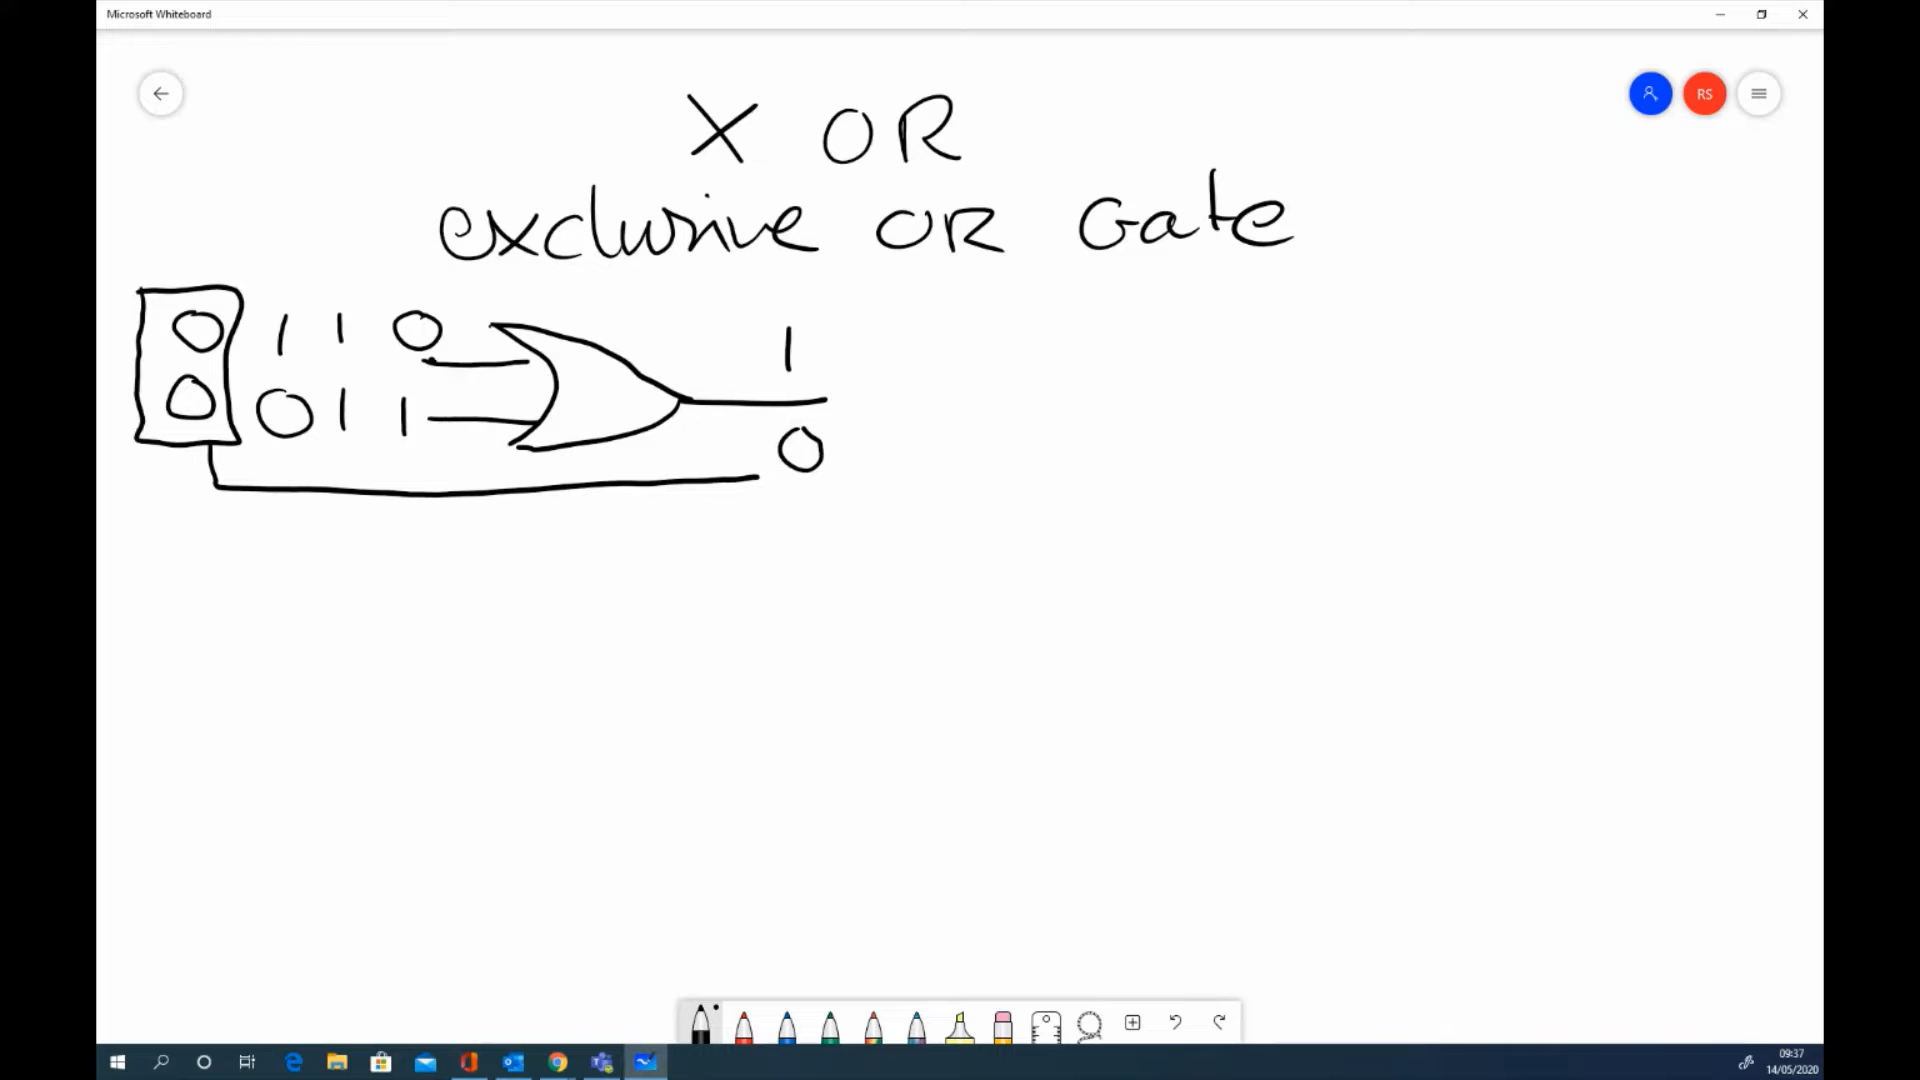 Microsoft Whiteboard
RS
X OR
exclusive OR Gate
0 1 1 0
0 1 1
1
0
09:37
14/05/2020